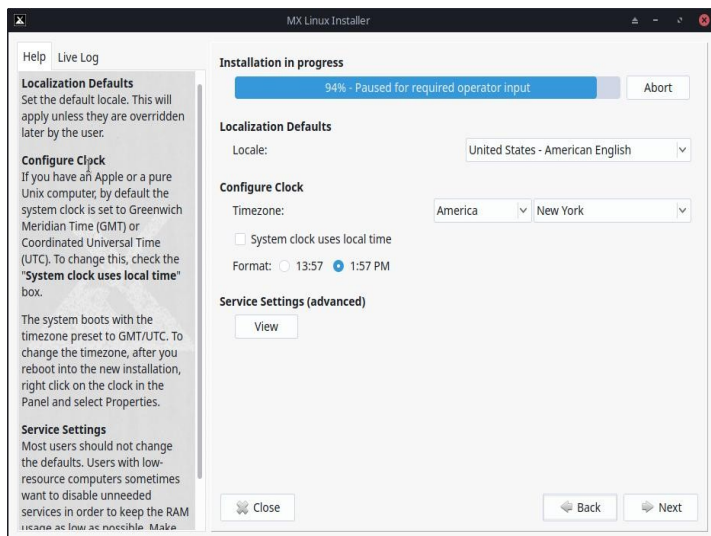 MX Linux Installer
Help
Live Log
Localization Defaults
Set the default locale. This will
apply unless they are overridden
later by the user.
Configure Clock
If you have an Apple or a pure
Unix computer, by default the
system clock is set to Greenwich
Meridian Time (GMT) or
Coordinated Universal Time
(UTC). To change this, check the
"System clock uses local time"
box.
The system boots with the
timezone preset to GMT/UTC. To
change the timezone, after you
reboot into the new installation,
right click on the clock in the
Panel and select Properties.
Service Settings
Most users should not change
the defaults. Users with low-
resource computers sometimes
want to disable unneeded
services in order to keep the RAM
usage as low as possible. Make
Installation in progress
94% - Paused for required operator input
Abort
Localization Defaults
Locale: United States - American English
Configure Clock
Timezone: America New York
System clock uses local time
Format: 13:57 1:57 PM
Service Settings (advanced)
View
Close
Back
Next